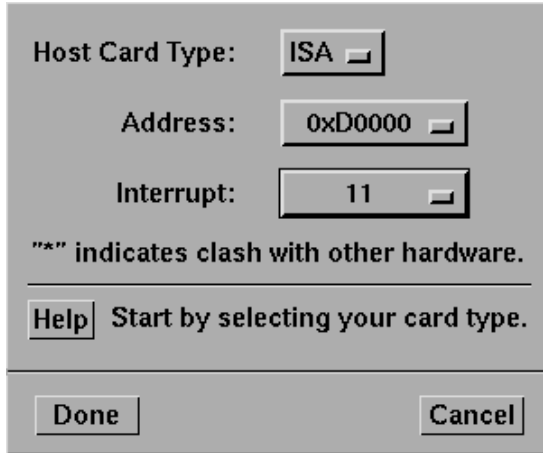 Host Card Type: ISA
Address: 0xD0000
Interrupt: 11
"*" indicates clash with other hardware.
Help Start by selecting your card type.
Done Cancel